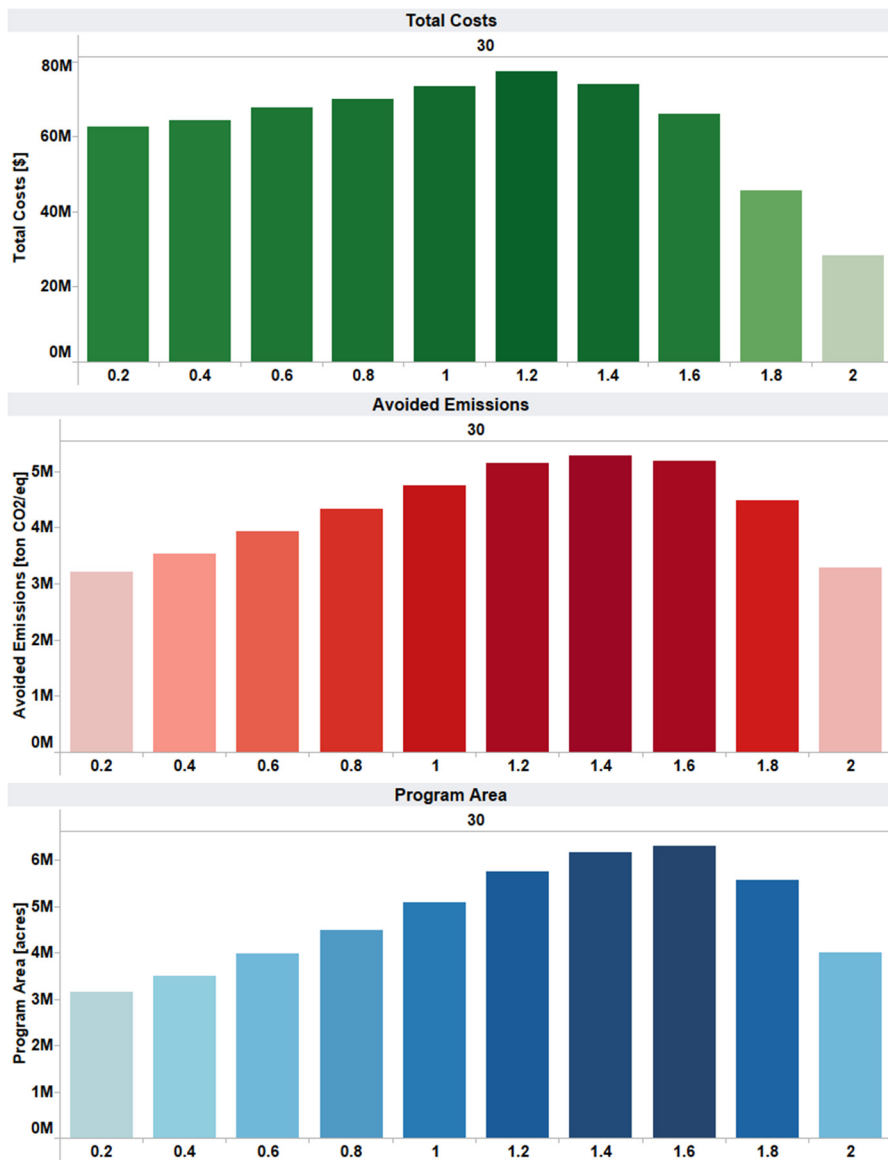 Total Costs
30
Total Costs [$]
80M
60M
40M
20M
0M
0.2 0.4 0.6 0.8 1 1.2 1.4 1.6 1.8 2
Avoided Emissions
30
Avoided Emissions [ton CO2/eq]
5M
4M
3M
2M
1M
0M
0.2 0.4 0.6 0.8 1 1.2 1.4 1.6 1.8 2
Program Area
30
Program Area [acres]
6M
5M
4M
3M
2M
1M
0M
0.2 0.4 0.6 0.8 1 1.2 1.4 1.6 1.8 2